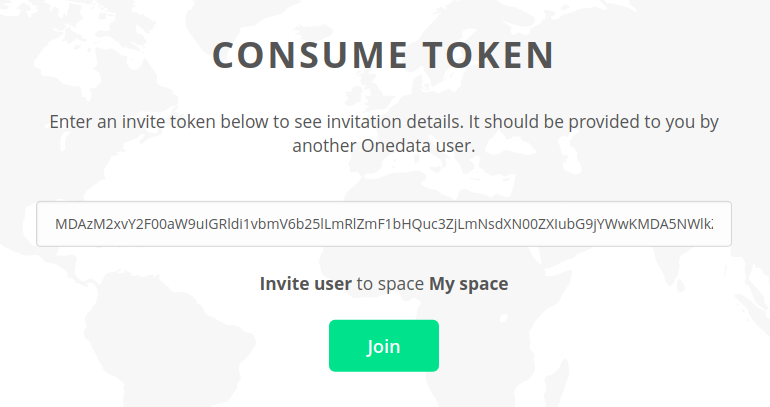 CONSUME TOKEN
Enter an invite token below to see invitation details. It should be provided to you by
another Onedata user.
MDAzM2xvY2F00aW9uIGRldi1vbmV6b25lLmRlZmF1bHQuc3ZjLmNsdXN00ZXIubG9jYWwKMDA5NWlk
Invite user to space My space
Join